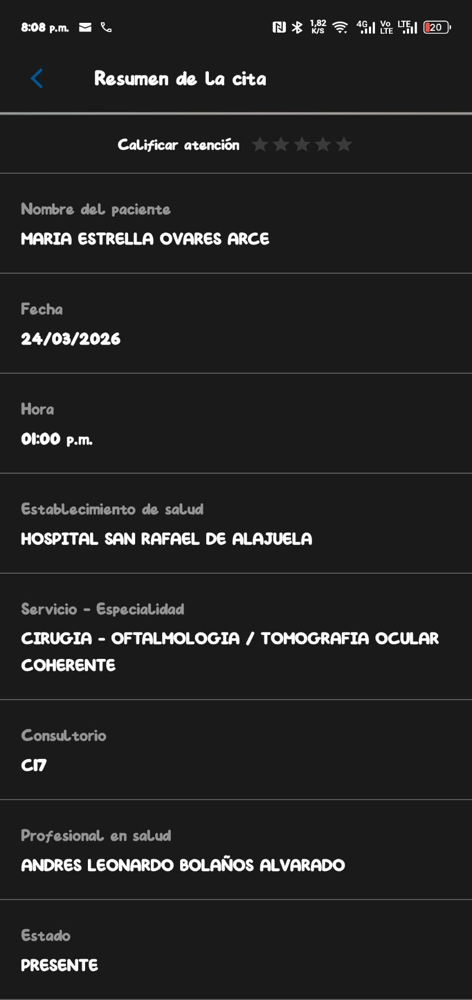 8:08 p.m. 1,82 K/S 4G Vo LTE LTE 20
Resumen de la cita
Calificar atención
Nombre del paciente
MARIA ESTRELLA OVARES ARCE
Fecha
24/03/2026
Hora
01:00 p.m.
Establecimiento de salud
HOSPITAL SAN RAFAEL DE ALAJUELA
Servicio - Especialidad
CIRUGIA - OFTALMOLOGIA / TOMOGRAFIA OCULAR
COHERENTE
Consultorio
C17
Profesional en salud
ANDRES LEONARDO BOLAÑOS ALVARADO
Estado
PRESENTE